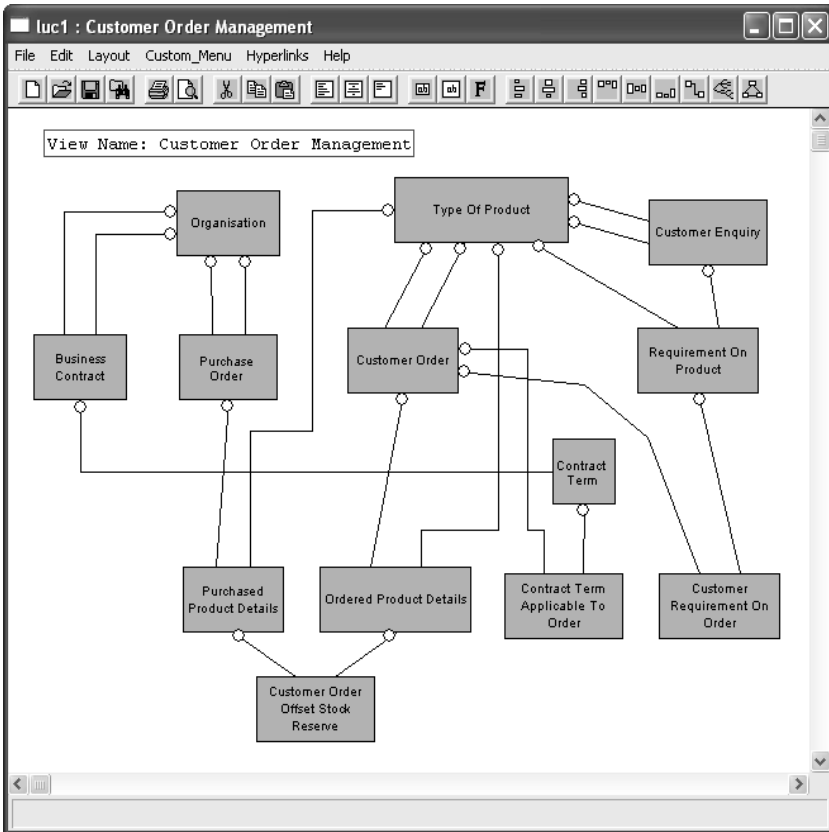 luc1 : Customer Order Management
File Edit Layout Custom_Menu Hyperlinks Help
ab ab F
View Name: Customer Order Management
Organisation
Type Of Product
Customer Enquiry
Business
Contract
Purchase
Order
Customer Order
Requirement On
Product
Contract
Term
Purchased
Product Details
Ordered Product Details
Contract Term
Applicable To
Order
Customer
Requirement On
Order
Customer Order
Offset Stock
Reserve